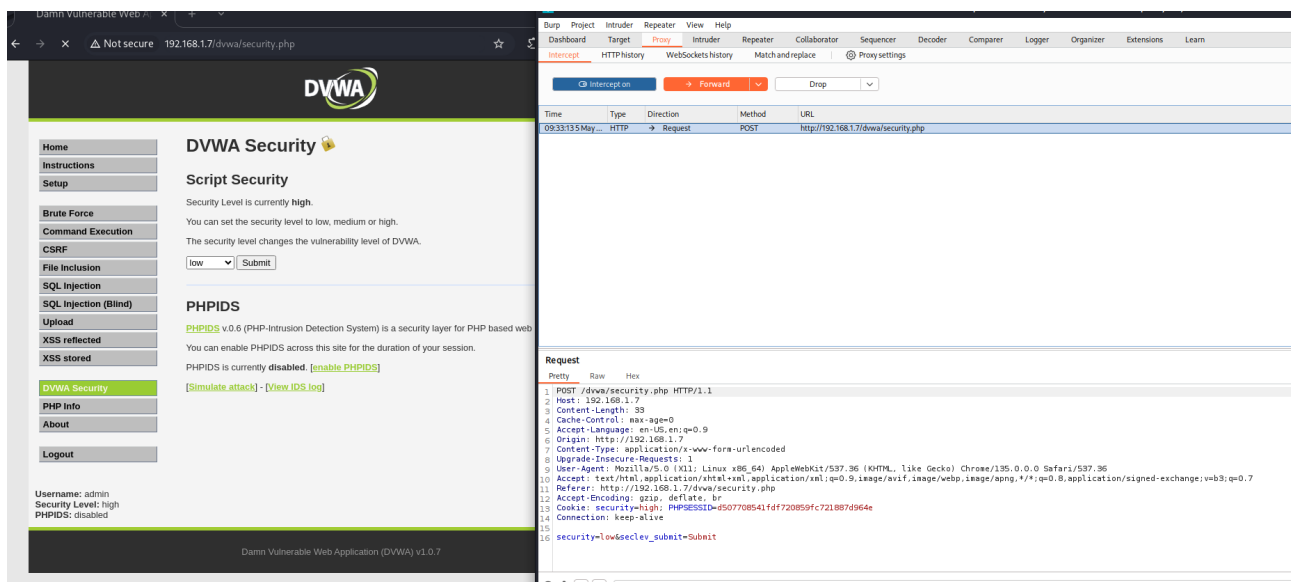 Damn Vulnerable Web Ap
Not secure 192.168.1.7/dvwa/security.php
DVWA
Home
Instructions
Setup
Brute Force
Command Execution
CSRF
File Inclusion
SQL Injection
SQL Injection (Blind)
Upload
XSS reflected
XSS stored
DVWA Security
PHP Info
About
Logout
Username: admin
Security Level: high
PHPIDS: disabled
DVWA Security
Script Security
Security Level is currently high.
You can set the security level to low, medium or high.
The security level changes the vulnerability level of DVWA.
low Submit
PHPIDS
PHPIDS v.0.6 (PHP-Intrusion Detection System) is a security layer for PHP based web
You can enable PHPIDS across this site for the duration of your session.
PHPIDS is currently disabled. [enable PHPIDS]
[Simulate attack] - [View IDS log]
Damn Vulnerable Web Application (DVWA) v1.0.7
Burp Project Intruder Repeater View Help
Dashboard Target Proxy Intruder Repeater Collaborator Sequencer Decoder Comparer Logger Organizer Extensions Learn
Intercept HTTP history WebSockets history Match and replace Proxy settings
Intercept on Forward Drop
Time Type Direction Method URL
09:33:13 5 May ... HTTP → Request POST http://192.168.1.7/dvwa/security.php
Request
Pretty Raw Hex
1 POST /dvwa/security.php HTTP/1.1
2 Host: 192.168.1.7
3 Content-Length: 33
4 Cache-Control: max-age=0
5 Accept-Language: en-US,en;q=0.9
6 Origin: http://192.168.1.7
7 Content-Type: application/x-www-form-urlencoded
8 Upgrade-Insecure-Requests: 1
9 User-Agent: Mozilla/5.0 (X11; Linux x86_64) AppleWebKit/537.36 (KHTML, like Gecko) Chrome/135.0.0.0 Safari/537.36
10 Accept: text/html,application/xhtml+xml,application/xml;q=0.9,image/avif,image/webp,image/apng,*/*;q=0.8,application/signed-exchange;v=b3;q=0.7
11 Referer: http://192.168.1.7/dvwa/security.php
12 Accept-Encoding: gzip, deflate, br
13 Cookie: security=high; PHPSESSID=d507708541fdf720859fc721887d964e
14 Connection: keep-alive
15
16 security=low&seclev_submit=Submit